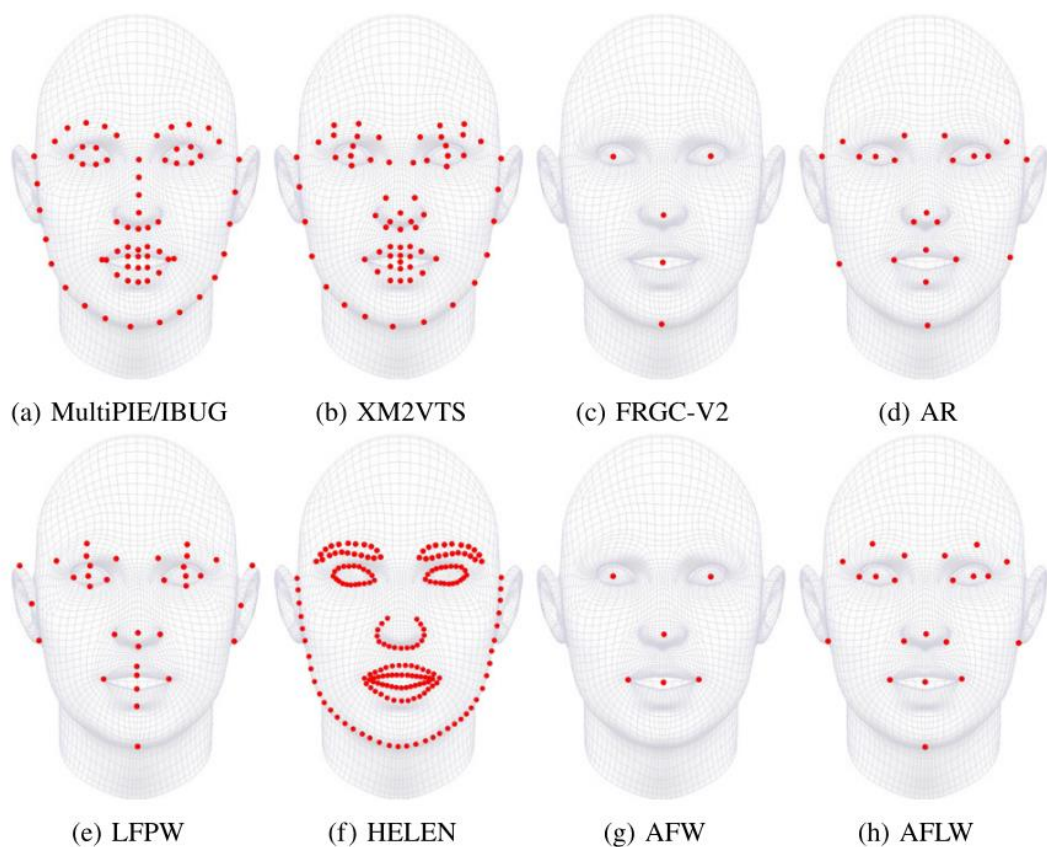 (a) MultiPIE/IBUG (b) XM2VTS (c) FRGC-V2 (d) AR
(e) LFPW (f) HELEN (g) AFW (h) AFLW